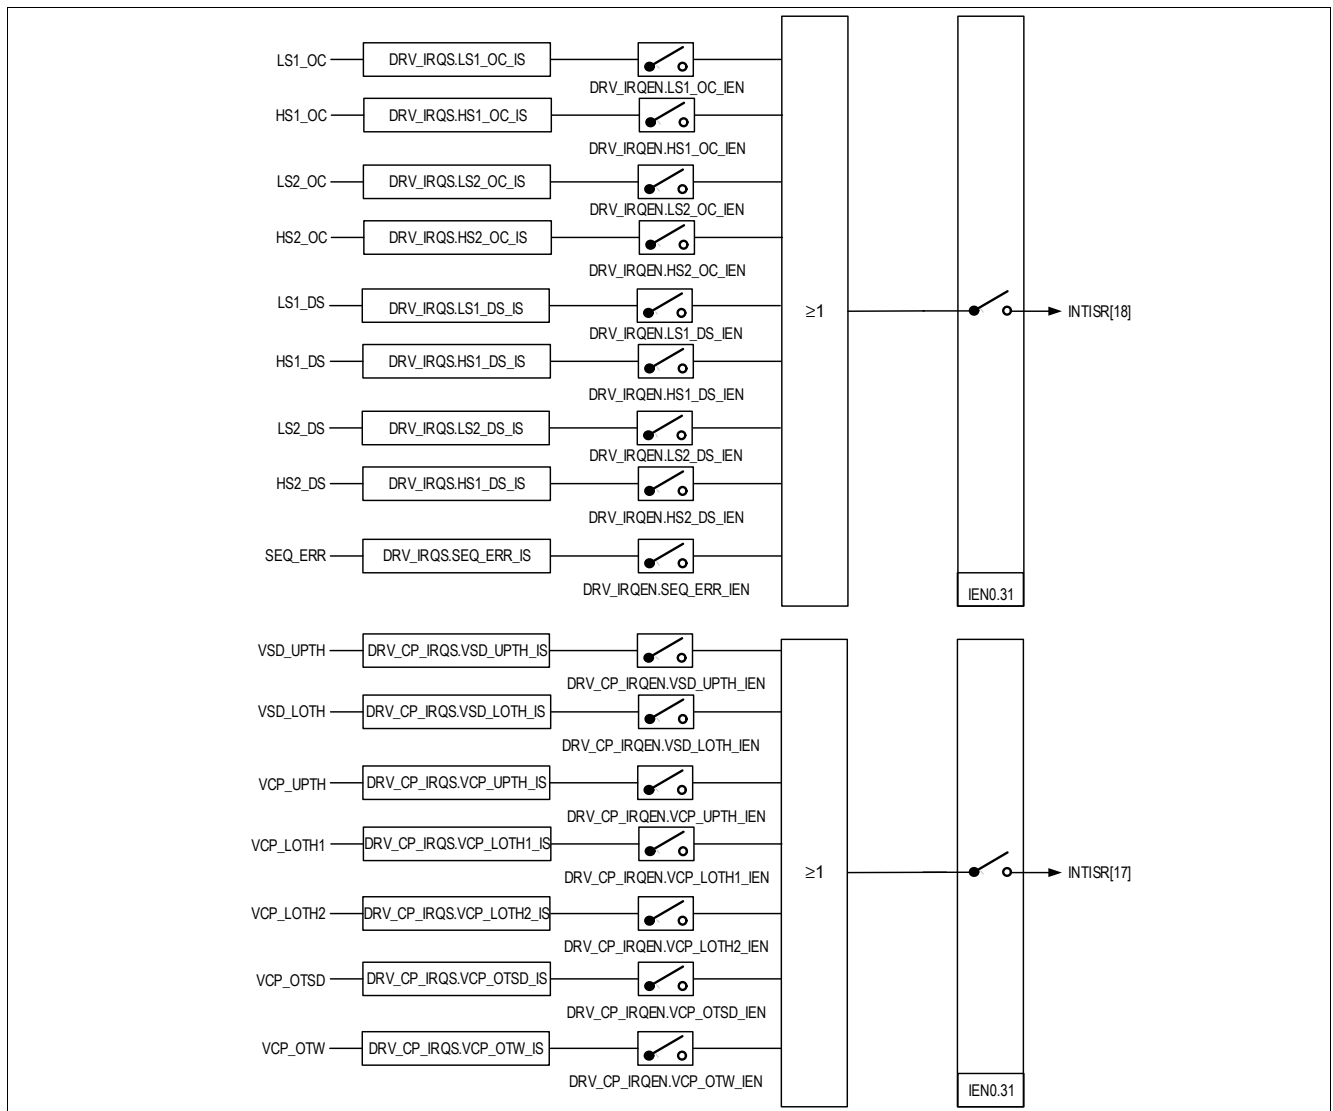 LS1_OC DRV_IRQS.LS1_OC_IS
DRV_IRQEN.LS1_OC_IEN
HS1_OC DRV_IRQS.HS1_OC_IS
DRV_IRQEN.HS1_OC_IEN
LS2_OC DRV_IRQS.LS2_OC_IS
DRV_IRQEN.LS2_OC_IEN
HS2_OC DRV_IRQS.HS2_OC_IS
DRV_IRQEN.HS2_OC_IEN
LS1_DS DRV_IRQS.LS1_DS_IS ≥1 INTISR[18]
DRV_IRQEN.LS1_DS_IEN
HS1_DS DRV_IRQS.HS1_DS_IS
DRV_IRQEN.HS1_DS_IEN
LS2_DS DRV_IRQS.LS2_DS_IS
DRV_IRQEN.LS2_DS_IEN
HS2_DS DRV_IRQS.HS1_DS_IS
DRV_IRQEN.HS2_DS_IEN
SEQ_ERR DRV_IRQS.SEQ_ERR_IS
DRV_IRQEN.SEQ_ERR_IEN
IEN0.31
VSD_UPTH DRV_CP_IRQS.VSD_UPTH_IS
DRV_CP_IRQEN.VSD_UPTH_IEN
VSD_LOTH DRV_CP_IRQS.VSD_LOTH_IS
DRV_CP_IRQEN.VSD_LOTH_IEN
VCP_UPTH DRV_CP_IRQS.VCP_UPTH_IS
DRV_CP_IRQEN.VCP_UPTH_IEN
VCP_LOTH1 DRV_CP_IRQS.VCP_LOTH1_IS
≥1 INTISR[17]
DRV_CP_IRQEN.VCP_LOTH1_IEN
VCP_LOTH2 DRV_CP_IRQS.VCP_LOTH2_IS
DRV_CP_IRQEN.VCP_LOTH2_IEN
VCP_OTSD DRV_CP_IRQS.VCP_OTSD_IS
DRV_CP_IRQEN.VCP_OTSD_IEN
VCP_OTW DRV_CP_IRQS.VCP_OTW_IS
DRV_CP_IRQEN.VCP_OTW_IEN
IEN0.31